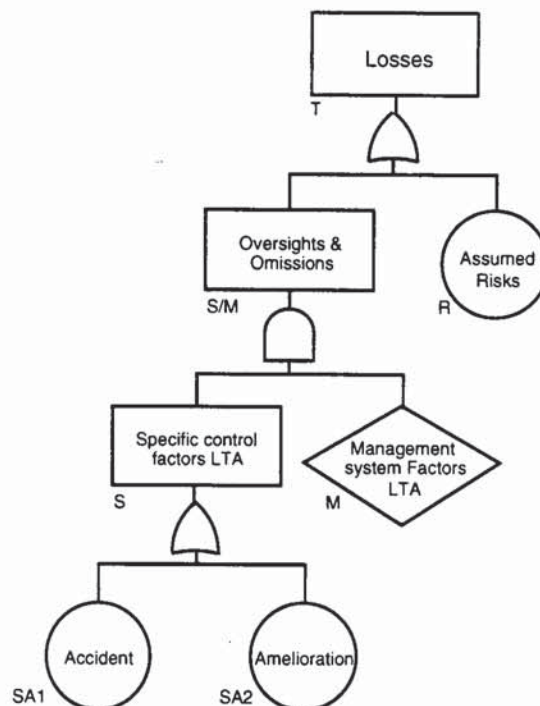 Losses
T
Oversights &
Omissions
S/M
Assumed
Risks
R
Specific control
factors LTA
S
Management
system Factors
LTA
M
Accident
SA1
Amelioration
SA2